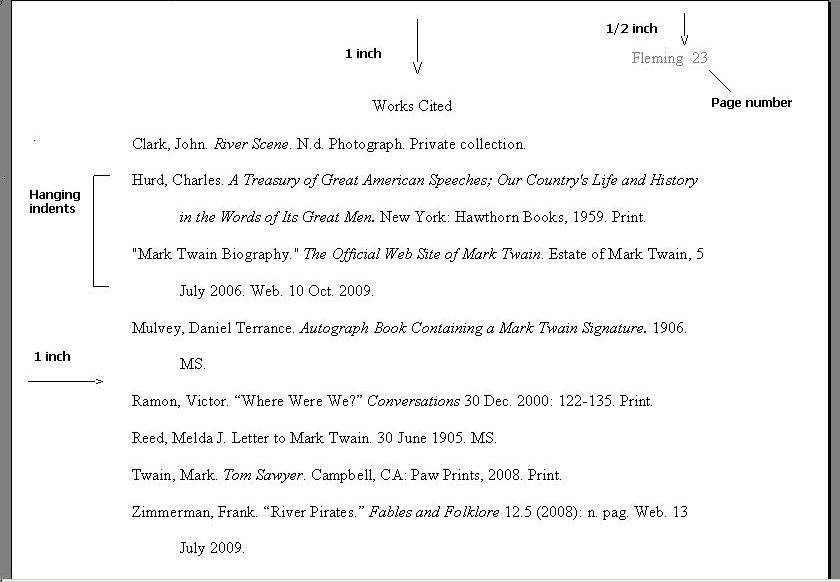 1/2 inch
1 inch
Fleming 23
Page number
Works Cited
Clark, John. River Scene. N.d. Photograph. Private collection.
Hanging
indents
Hurd, Charles. A Treasury of Great American Speeches; Our Country's Life and History
in the Words of Its Great Men. New York: Hawthorn Books, 1959. Print.
"Mark Twain Biography." The Official Web Site of Mark Twain. Estate of Mark Twain, 5
July 2006. Web. 10 Oct. 2009.
Mulvey, Daniel Terrance. Autograph Book Containing a Mark Twain Signature. 1906.
MS.
1 inch
Ramon, Victor. “Where Were We?” Conversations 30 Dec. 2000: 122-135. Print.
Reed, Melda J. Letter to Mark Twain. 30 June 1905. MS.
Twain, Mark. Tom Sawyer. Campbell, CA: Paw Prints, 2008. Print.
Zimmerman, Frank. “River Pirates.” Fables and Folklore 12.5 (2008): n. pag. Web. 13
July 2009.